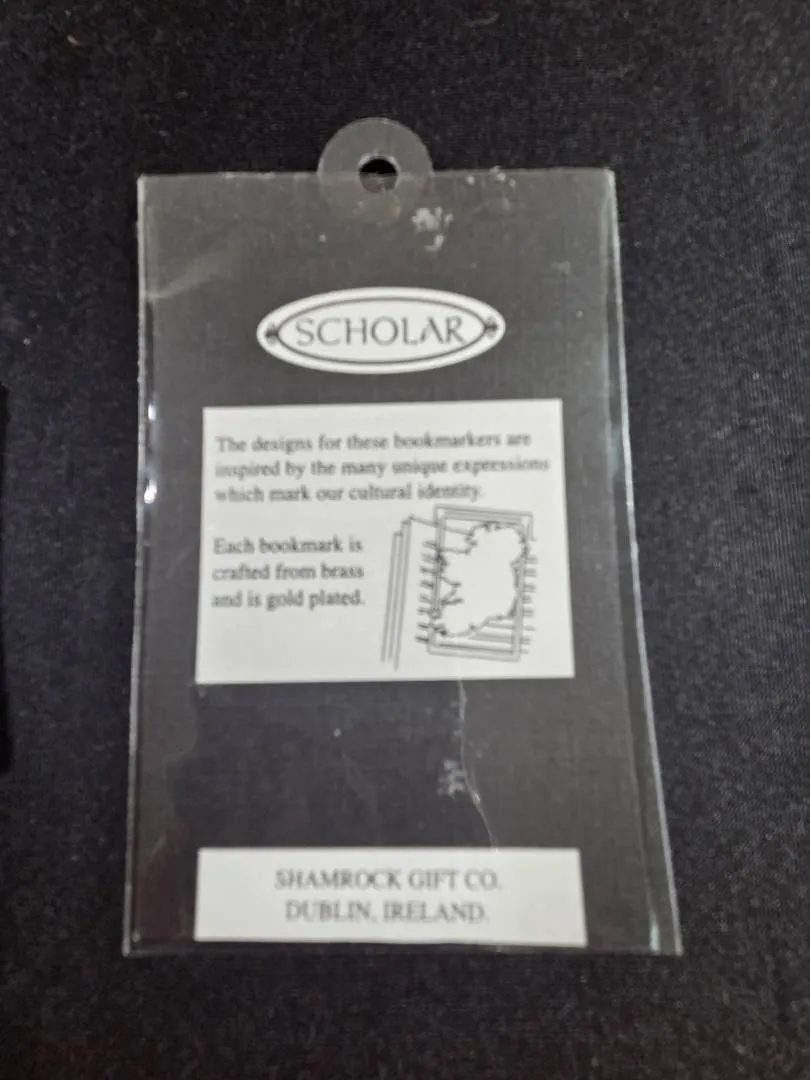 SCHOLAR
The designs for these bookmarkers are
inspired by the many unique expressions
which mark our cultural identity.
Each bookmark is
crafted from brass
and is gold plated.
SHAMROCK GIFT CO.
DUBLIN, IRELAND.